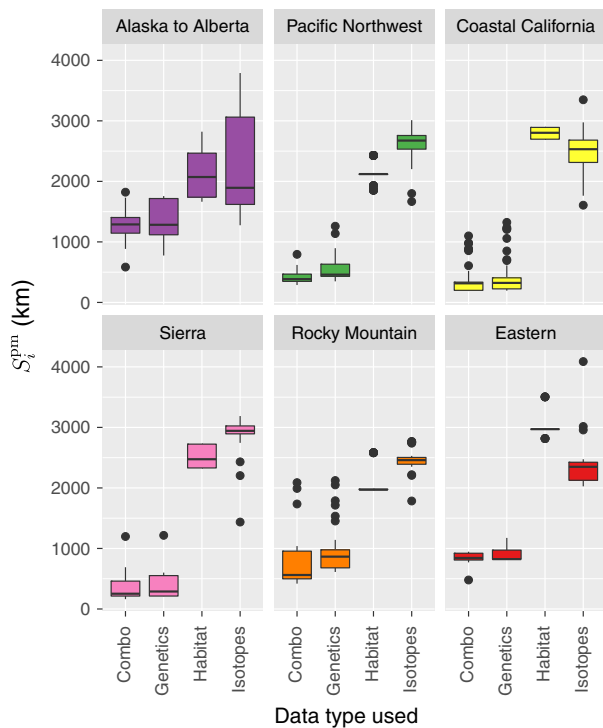 Alaska to Alberta Pacific Northwest Coastal California
4000
3000
2000
1000
0
Sierra Rocky Mountain Eastern
4000
3000
2000
1000
0
S_i^pm (km)
Combo Genetics Habitat Isotopes Combo Genetics Habitat Isotopes Combo Genetics Habitat Isotopes
Data type used